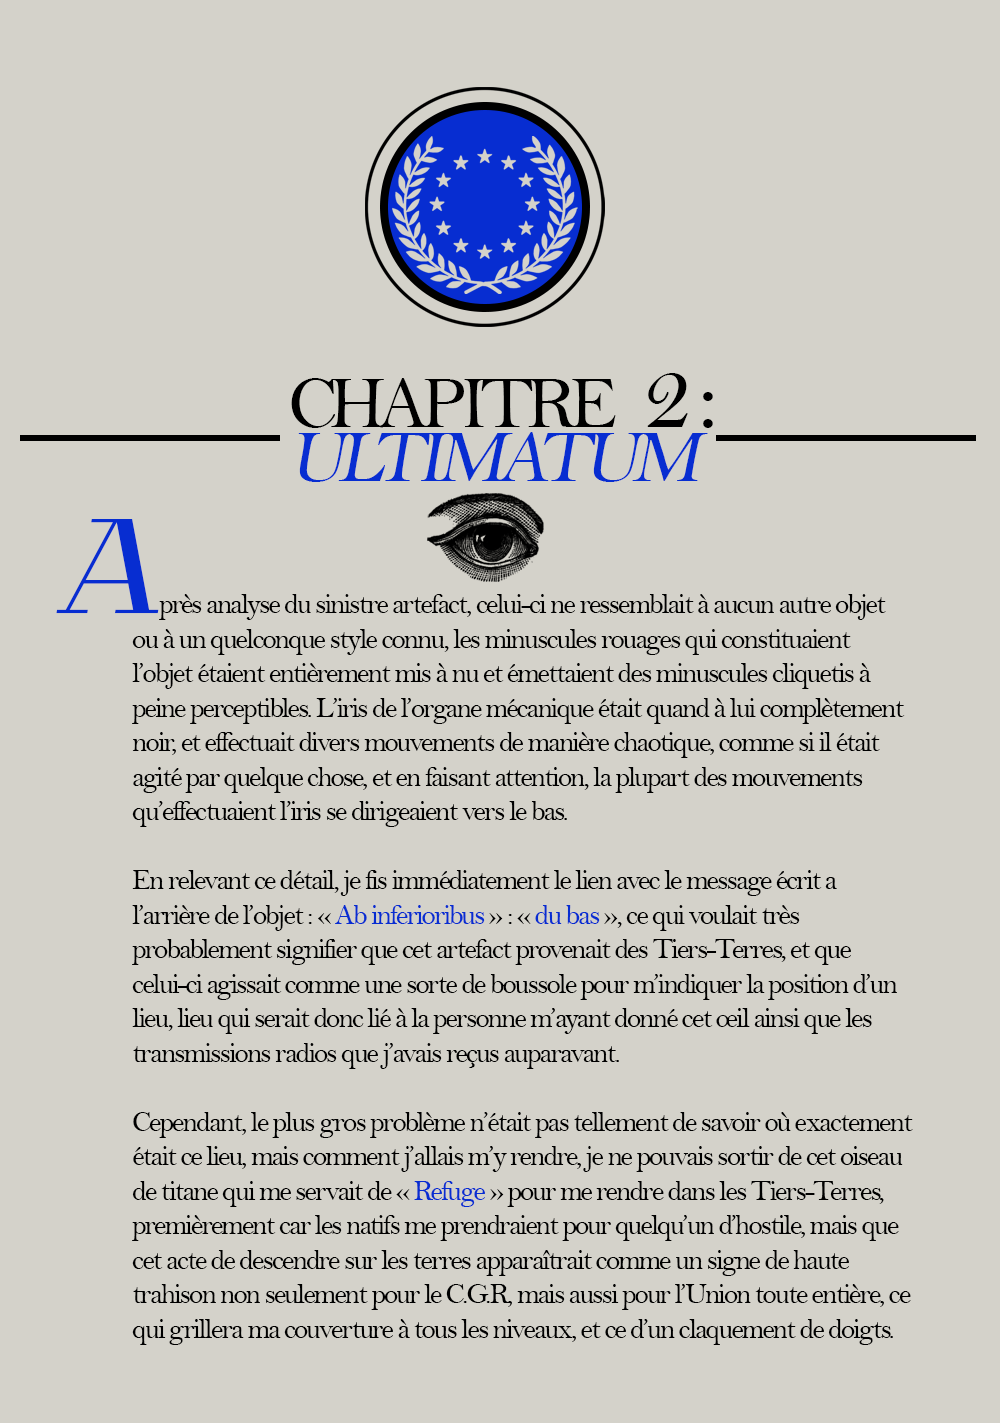 CHAPITRE 2 :
ULTIMATUM
Après analyse du sinistre artefact, celui-ci ne ressemblait à aucun autre objet
ou à un quelconque style connu, les minuscules rouages qui constituaient
l’objet étaient entièrement mis à nu et émettaient des minuscules cliquetis à
peine perceptibles. L’iris de l’organe mécanique était quand à lui complètement
noir, et effectuait divers mouvements de manière chaotique, comme si il était
agité par quelque chose, et en faisant attention, la plupart des mouvements
qu’effectuaient l’iris se dirigeaient vers le bas.
En relevant ce détail, je fis immédiatement le lien avec le message écrit a
l’arrière de l’objet : « Ab inferioribus » : « du bas », ce qui voulait très
probablement signifier que cet artefact provenait des Tiers-Terres, et que
celui-ci agissait comme une sorte de boussole pour m’indiquer la position d’un
lieu, lieu qui serait donc lié à la personne m’ayant donné cet œil ainsi que les
transmissions radios que j’avais reçus auparavant.
Cependant, le plus gros problème n’était pas tellement de savoir où exactement
était ce lieu, mais comment j’allais m’y rendre, je ne pouvais sortir de cet oiseau
de titane qui me servait de « Refuge » pour me rendre dans les Tiers-Terres,
premièrement car les natifs me prendraient pour quelqu’un d’hostile, mais que
cet acte de descendre sur les terres apparaîtrait comme un signe de haute
trahison non seulement pour le C.G.R, mais aussi pour l’Union toute entière, ce
qui grillera ma couverture à tous les niveaux, et ce d’un claquement de doigts.